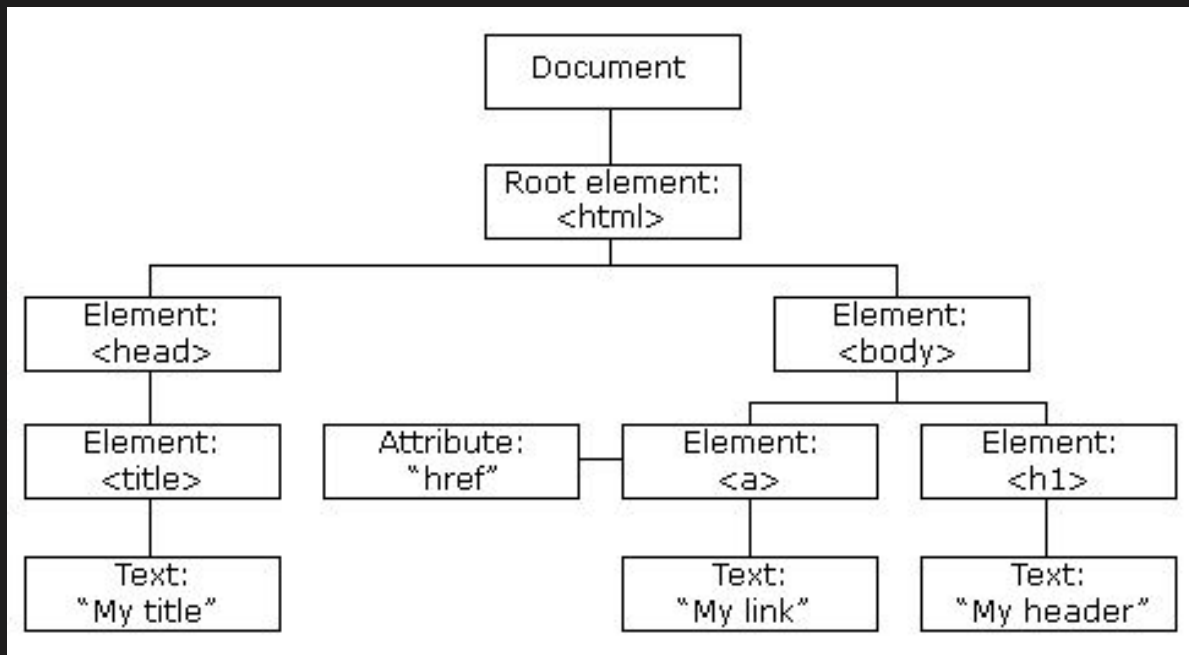 Document
Root element:
<html>
Element:
<head>
Element:
<body>
Element:
<title>
Attribute:
“href”
Element:
<a>
Element:
<h1>
Text:
“My title”
Text:
“My link”
Text:
“My header”